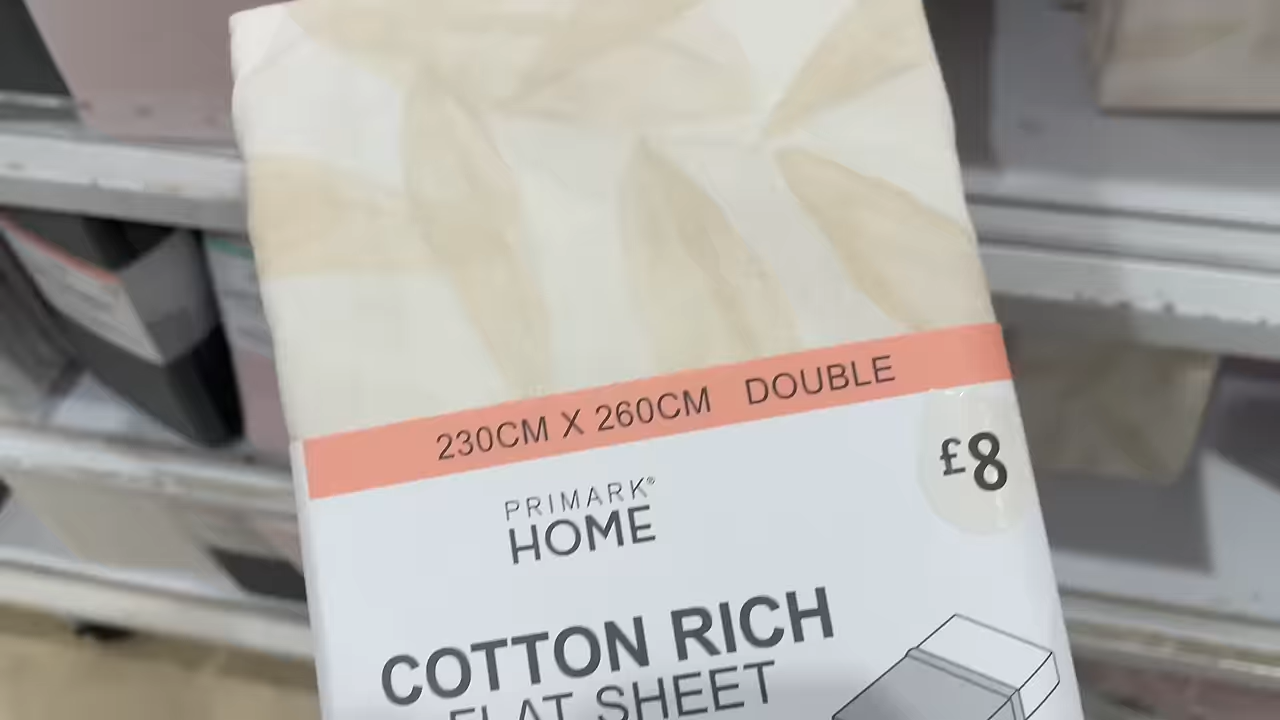 230CM X 260CM DOUBLE
£8
PRIMARK®
HOME
COTTON RICH
FLAT SHEET